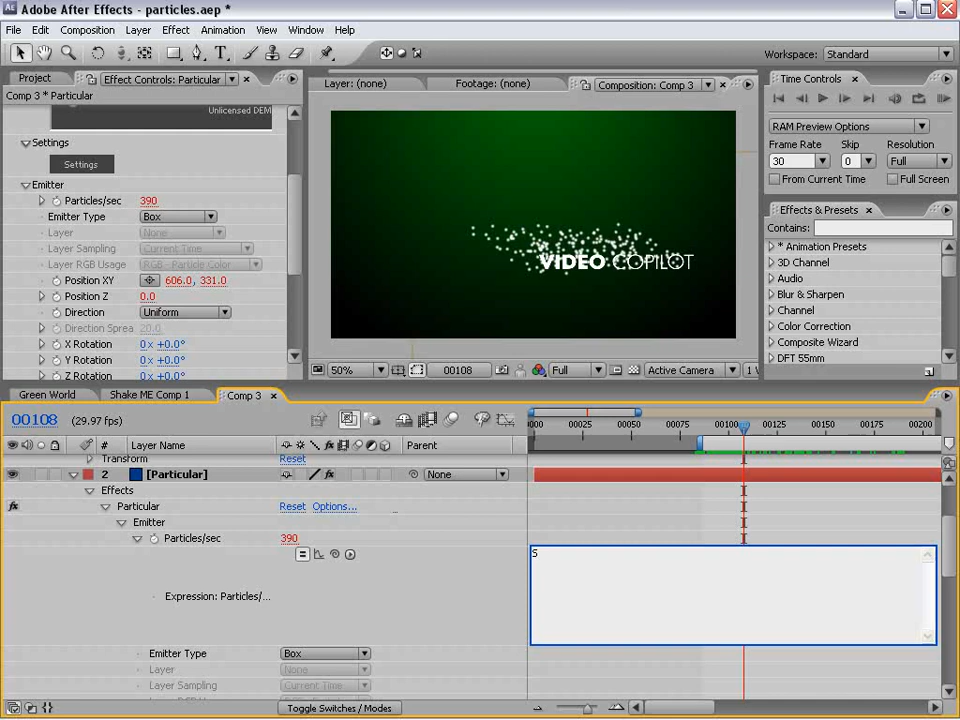 Adobe After Effects - particles.aep *
File Edit Composition Layer Effect Animation View Window Help
Workspace: Standard
Project Effect Controls: Particular
Layer: (none) Footage: (none) Composition: Comp 3
Time Controls
Comp 3 * Particular
Unlicensed DEM
RAM Preview Options
Settings
Settings
Frame Rate Skip Resolution
30 0 Full
Emitter
Particles/sec 390
From Current Time Full Screen
Emitter Type Box
Layer None
Effects & Presets
Layer Sampling Current Time
Contains:
Layer RGB Usage RGB - Particle Color
* Animation Presets
VIDEO COPILOT
3D Channel
Position XY 606.0, 331.0
Audio
Position Z 0.0
Blur & Sharpen
Direction Uniform
Channel
Direction Sprea 20.0
Color Correction
X Rotation 0 x +0.0°
Composite Wizard
Y Rotation 0 x +0.0°
DFT 55mm
Z Rotation 0 x +0.0°
50% 00108 Full Active Camera 1
Green World Shake ME Comp 1 Comp 3
00108 (29.97 fps)
0000 00025 00050 00075 00100 00125 00150 00175 00200
# Layer Name Parent
Transform Reset
2 [Particular] None
Effects
Particular Reset Options...
Emitter
Particles/sec 390
S
Expression: Particles/...
Emitter Type Box
Layer None
Layer Sampling Current Time
Toggle Switches / Modes